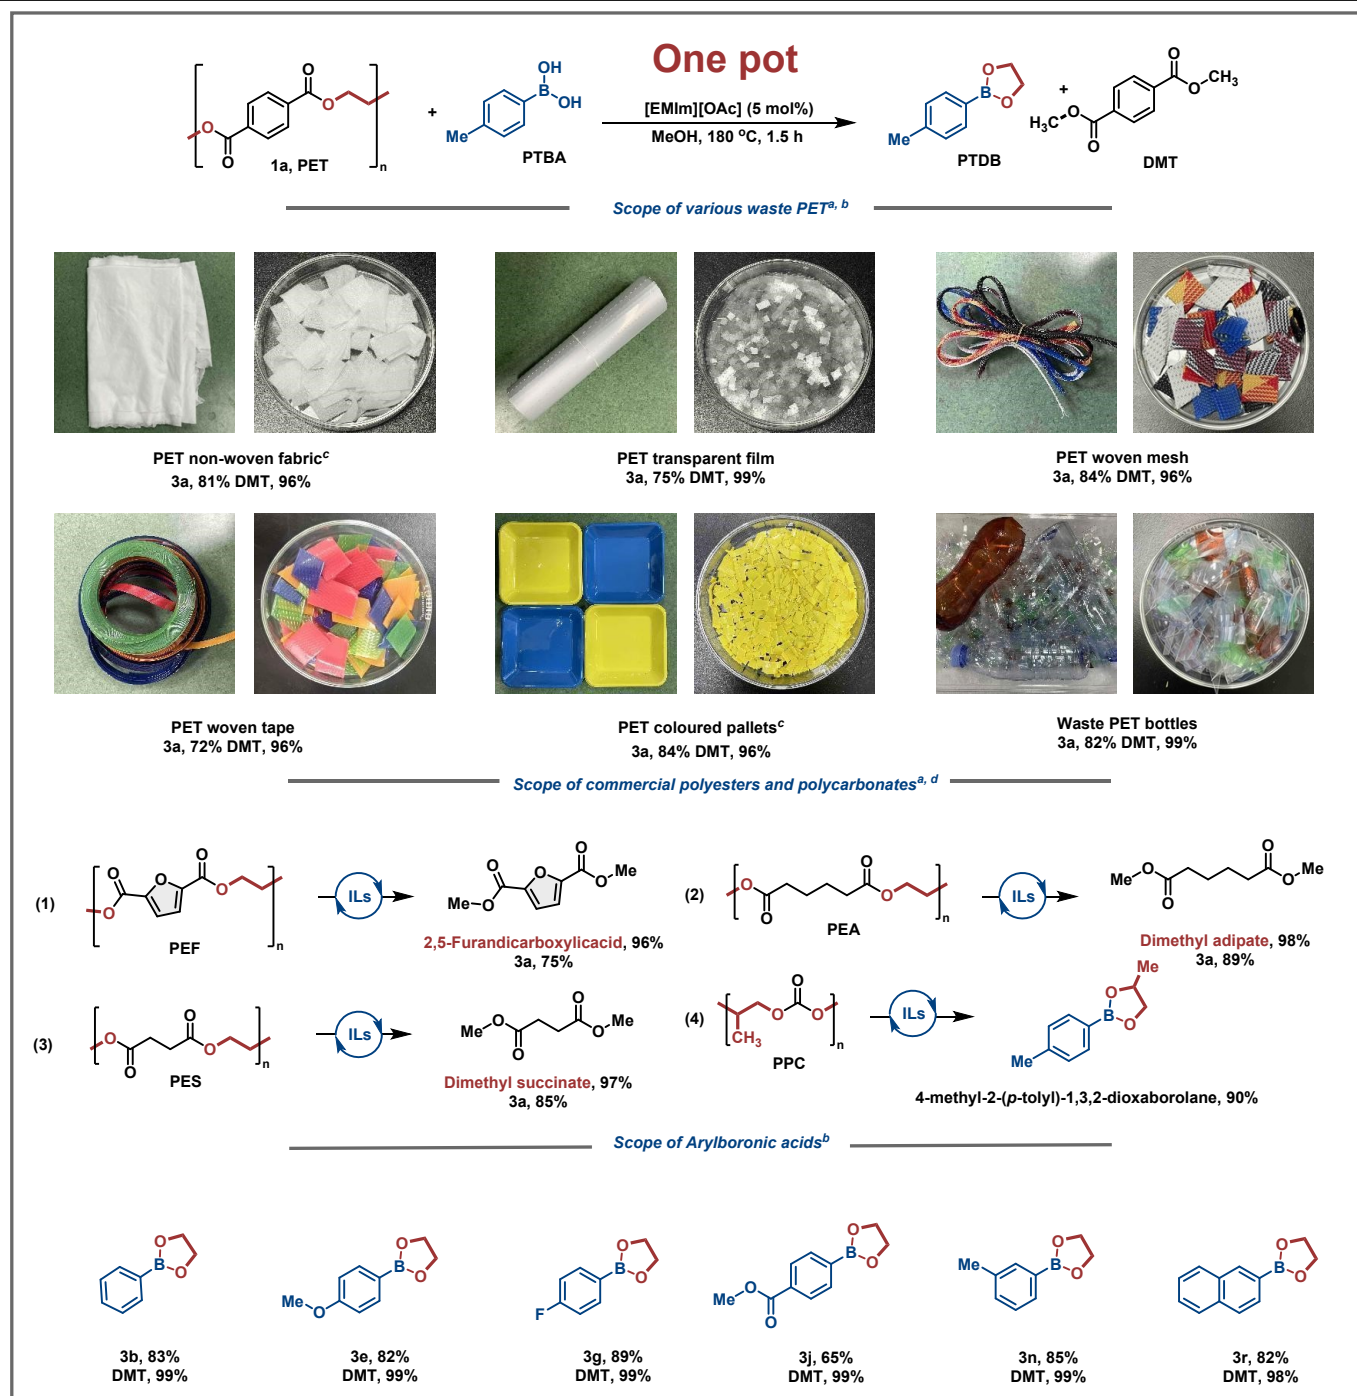 One pot
O
O
O
O
n
1a, PET
+
OH
B
OH
Me
PTBA
[EMIm][OAc] (5 mol%)
MeOH, 180 °C, 1.5 h
O
B
O
Me
PTDB
+
O
O
CH₃
H₃C
O
O
DMT
Scope of various waste PETᵃ, ᵇ
PET non-woven fabricᶜ
3a, 81% DMT, 96%
PET transparent film
3a, 75% DMT, 99%
PET woven mesh
3a, 84% DMT, 96%
PET woven tape
3a, 72% DMT, 96%
PET coloured palletsᶜ
3a, 84% DMT, 96%
Waste PET bottles
3a, 82% DMT, 99%
Scope of commercial polyesters and polycarbonatesᵃ, ᵈ
(1)
O
O
O
O
O
n
PEF
ILs
O
O
O
O
Me
MeO
2,5-Furandicarboxylicacid, 96%
3a, 75%
(2)
O
O
O
O
n
PEA
ILs
MeO
O
O
OMe
Dimethyl adipate, 98%
3a, 89%
(3)
O
O
O
O
n
PES
ILs
MeO
O
O
OMe
Dimethyl succinate, 97%
3a, 85%
(4)
O
O
O
CH₃
n
PPC
ILs
Me
O
B
O
Me
4-methyl-2-(p-tolyl)-1,3,2-dioxaborolane, 90%
Scope of Arylboronic acidsᵇ
O
B
O
3b, 83%
DMT, 99%
O
B
O
Me
O
3e, 82%
DMT, 99%
O
B
O
F
3g, 89%
DMT, 99%
O
B
O
Me
O
O
3j, 65%
DMT, 99%
Me
O
B
O
3n, 85%
DMT, 99%
O
B
O
3r, 82%
DMT, 98%